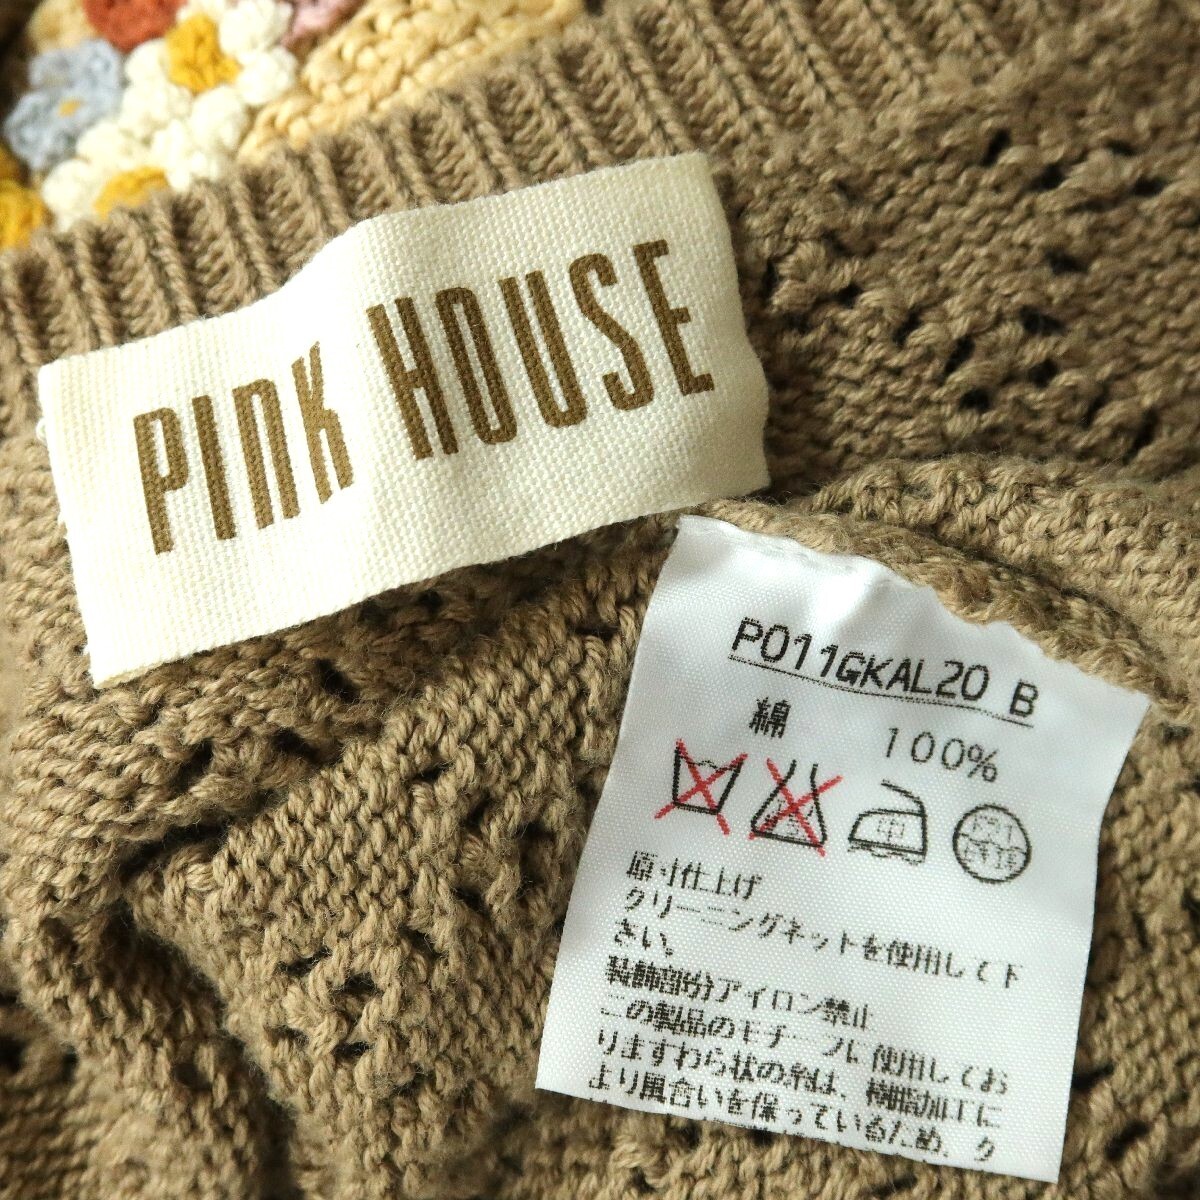 PINK HOUSE
P011GKAL20 B
綿 100%
中
ドライ
原寸仕上げ
クリーニングネットを使用して下
さい。
装飾部分アイロン禁止
この製品のモチーフに使用してお
りますわら状の糸は、樹脂加工に
より風合いを保っているため、ク